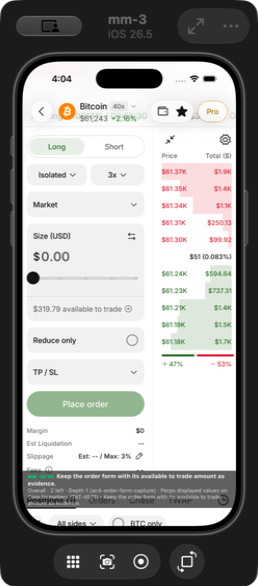 mm-3
iOS 26.5
4:04
Bitcoin 40x
$61,243 +2.16%
Pro
Long Short
Isolated 3x
Market
Size (USD)
$0.00
$319.79 available to trade
Reduce only
TP / SL
Place order
Margin $0
Est Liquidation --
Slippage Est: -- / Max: 3%
Fees
Price Total ($)
$61.37K $1.9K
$61.35K $1.4K
$61.34K $1.1K
$61.31K $250.13
$61.30K $99.92
$51 (0.083%)
$61.24K $594.64
$61.23K $737.31
$61.21K $1.4K
$61.19K $1.5K
$61.18K $1.7K
+ 47% − 53%
Keep the order form with its available to trade amount as
evidence.
Orders TWAP
All sides BTC only